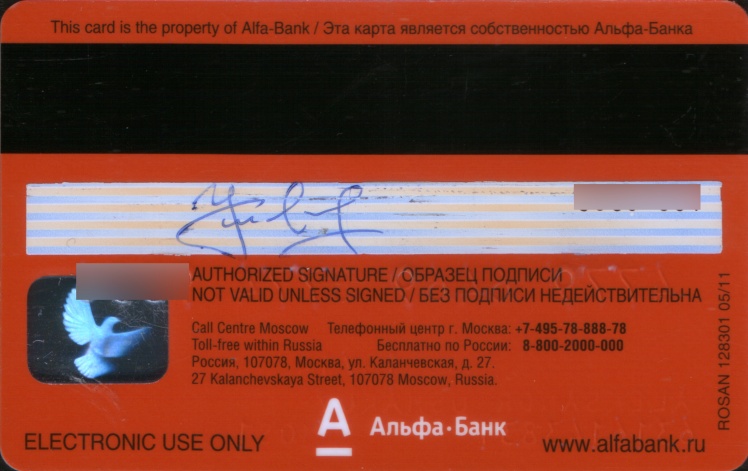 This card is the property of Alfa-Bank / Эта карта является собственностью Альфа-Банка
AUTHORIZED SIGNATURE / ОБРАЗЕЦ ПОДПИСИ
NOT VALID UNLESS SIGNED / БЕЗ ПОДПИСИ НЕДЕЙСТВИТЕЛЬНА
Call Centre Moscow Телефонный центр г. Москва: +7-495-78-888-78
Toll-free within Russia Бесплатно по России: 8-800-2000-000
Россия, 107078, Москва, ул. Каланчевская, д. 27.
27 Kalanchevskaya Street, 107078 Moscow, Russia.
ROSAN 128301 05/11
А Альфа·Банк
ELECTRONIC USE ONLY
www.alfabank.ru